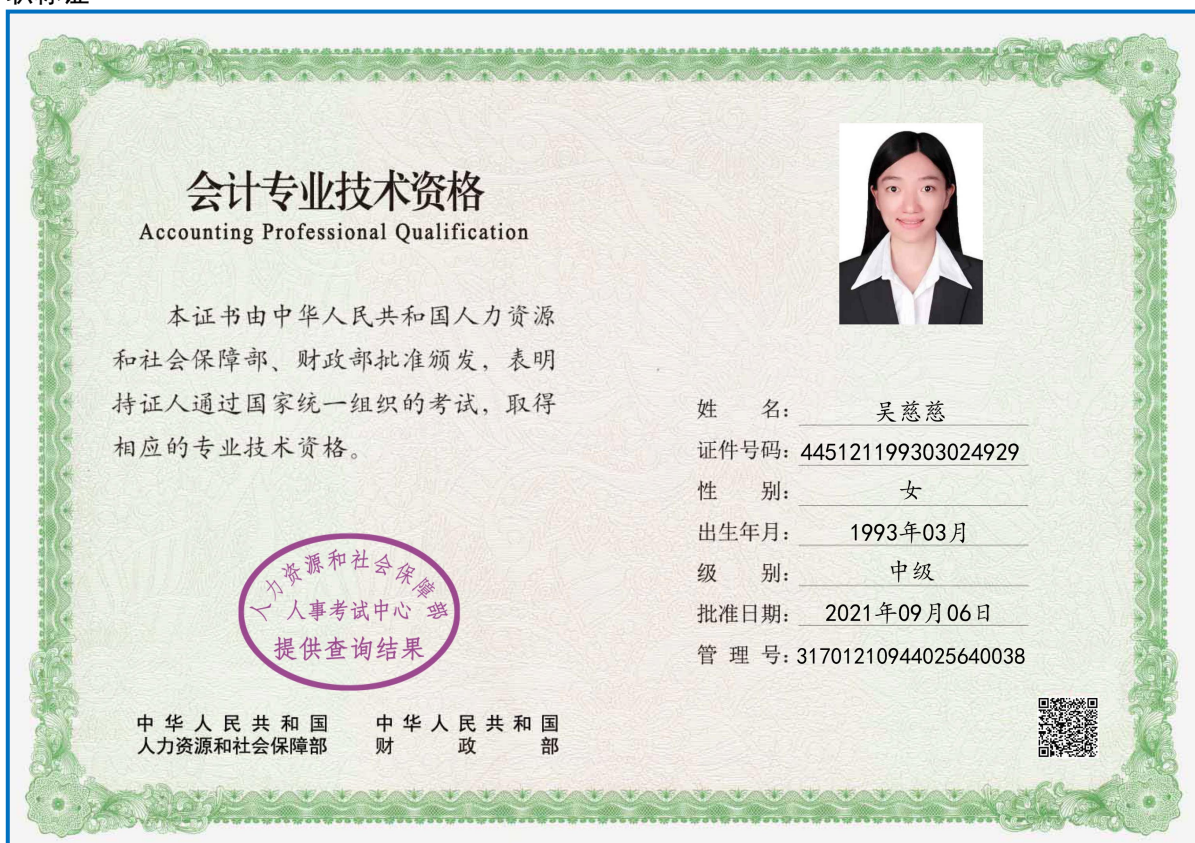 会计专业技术资格
Accounting Professional Qualification
本证书由中华人民共和国人力资源
和社会保障部、财政部批准颁发，表明
持证人通过国家统一组织的考试，取得
相应的专业技术资格。
人力资源和社会保障部
人事考试中心
提供查询结果
中华人民共和国
人力资源和社会保障部
中华人民共和国
财政部
姓 名： 吴慈慈
证件号码： 445121199303024929
性 别： 女
出生年月： 1993年03月
级 别： 中级
批准日期： 2021年09月06日
管 理 号： 31701210944025640038